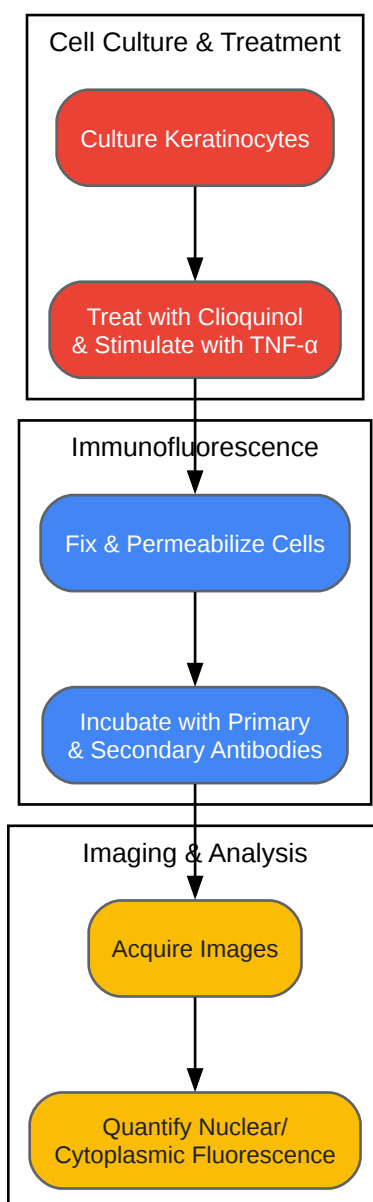 Cell Culture & Treatment
Culture Keratinocytes
Treat with Clioquinol
& Stimulate with TNF-α
Immunofluorescence
Fix & Permeabilize Cells
Incubate with Primary
& Secondary Antibodies
Imaging & Analysis
Acquire Images
Quantify Nuclear/
Cytoplasmic Fluorescence